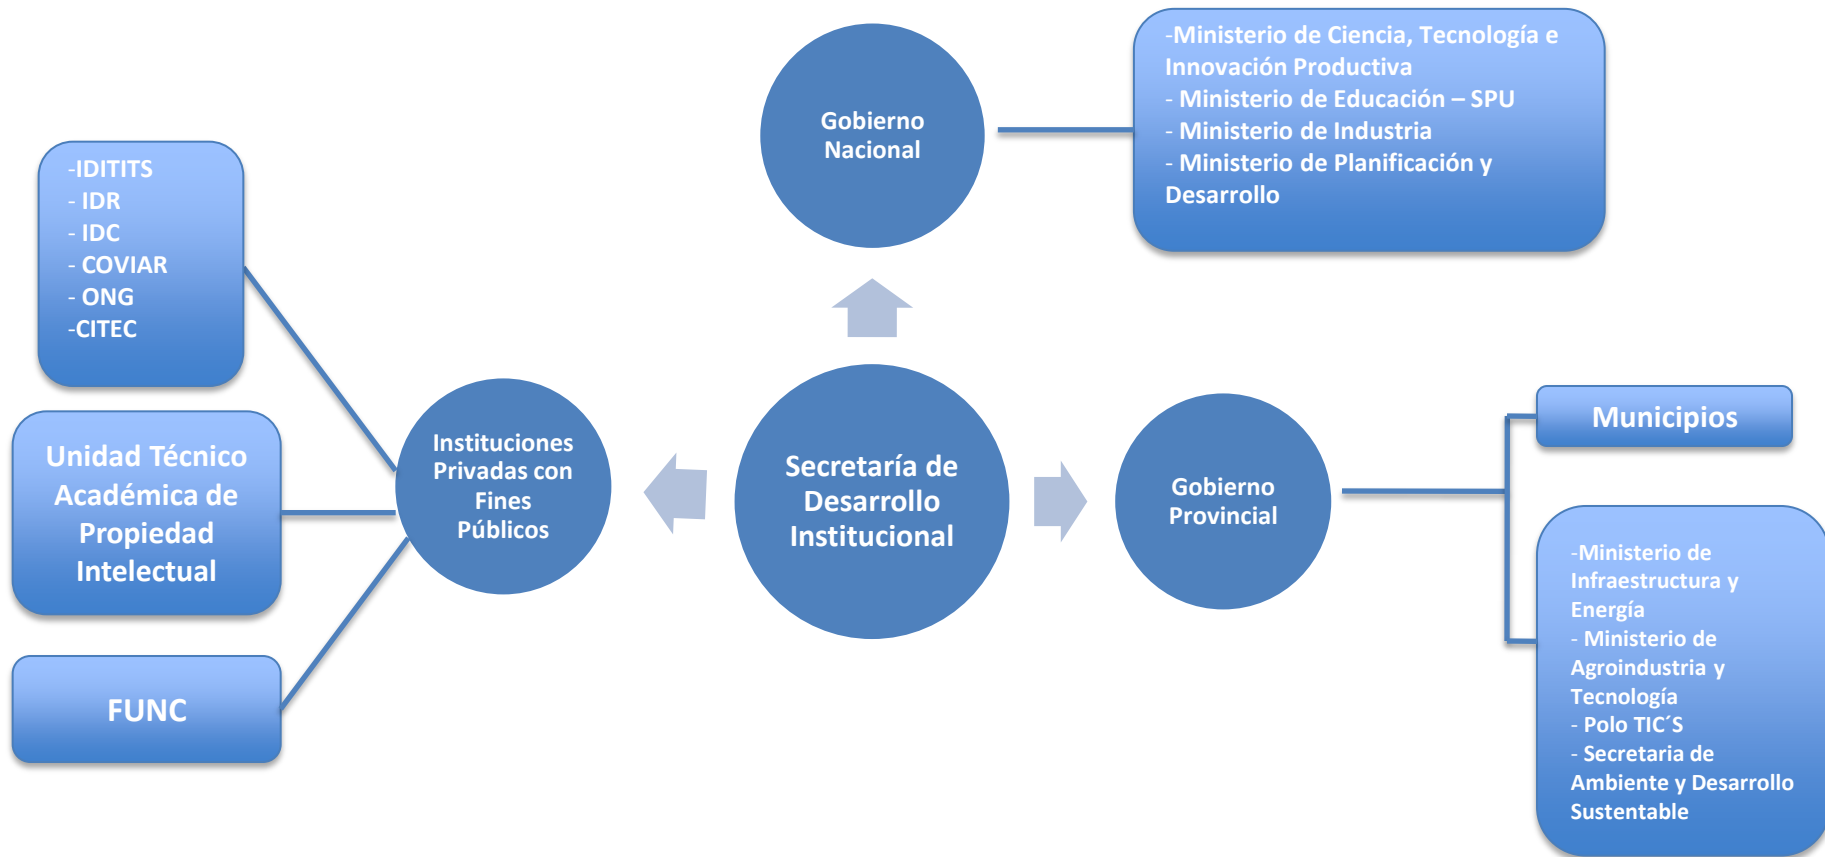 Gobierno
Nacional
-Ministerio de Ciencia, Tecnología e
Innovación Productiva
- Ministerio de Educación – SPU
- Ministerio de Industria
- Ministerio de Planificación y
Desarrollo
-IDITITS
- IDR
- IDC
- COVIAR
- ONG
-CITEC
Unidad Técnico
Académica de
Propiedad
Intelectual
FUNC
Instituciones
Privadas con
Fines
Públicos
Secretaría de
Desarrollo
Institucional
Gobierno
Provincial
Municipios
-Ministerio de
Infraestructura y
Energía
- Ministerio de
Agroindustria y
Tecnología
- Polo TIC´S
- Secretaria de
Ambiente y Desarrollo
Sustentable